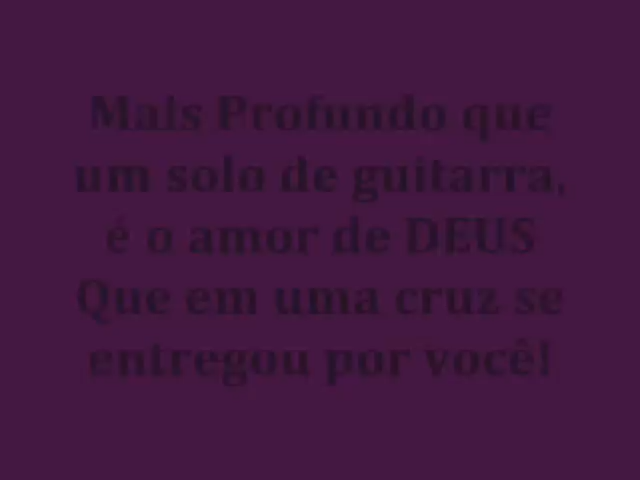 Mais Profundo que
um solo de guitarra,
é o amor de DEUS
Que em uma cruz se
entregou por você!